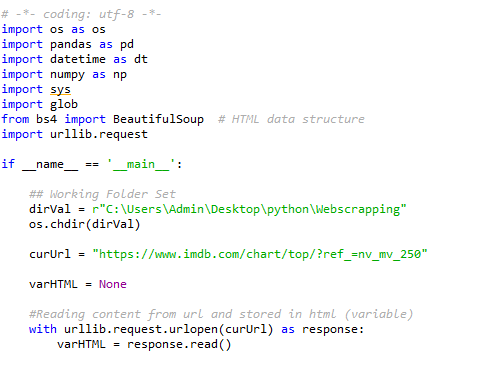 # -*- coding: utf-8 -*-
import os as os
import pandas as pd
import datetime as dt
import numpy as np
import sys
import glob
from bs4 import BeautifulSoup  # HTML data structure
import urllib.request

if __name__ == '__main__':

    ## Working Folder Set
    dirVal = r"C:\Users\Admin\Desktop\python\Webscrapping"
    os.chdir(dirVal)

    curUrl = "https://www.imdb.com/chart/top/?ref_=nv_mv_250"

    varHTML = None

    #Reading content from url and stored in html (variable)
    with urllib.request.urlopen(curUrl) as response:
        varHTML = response.read()